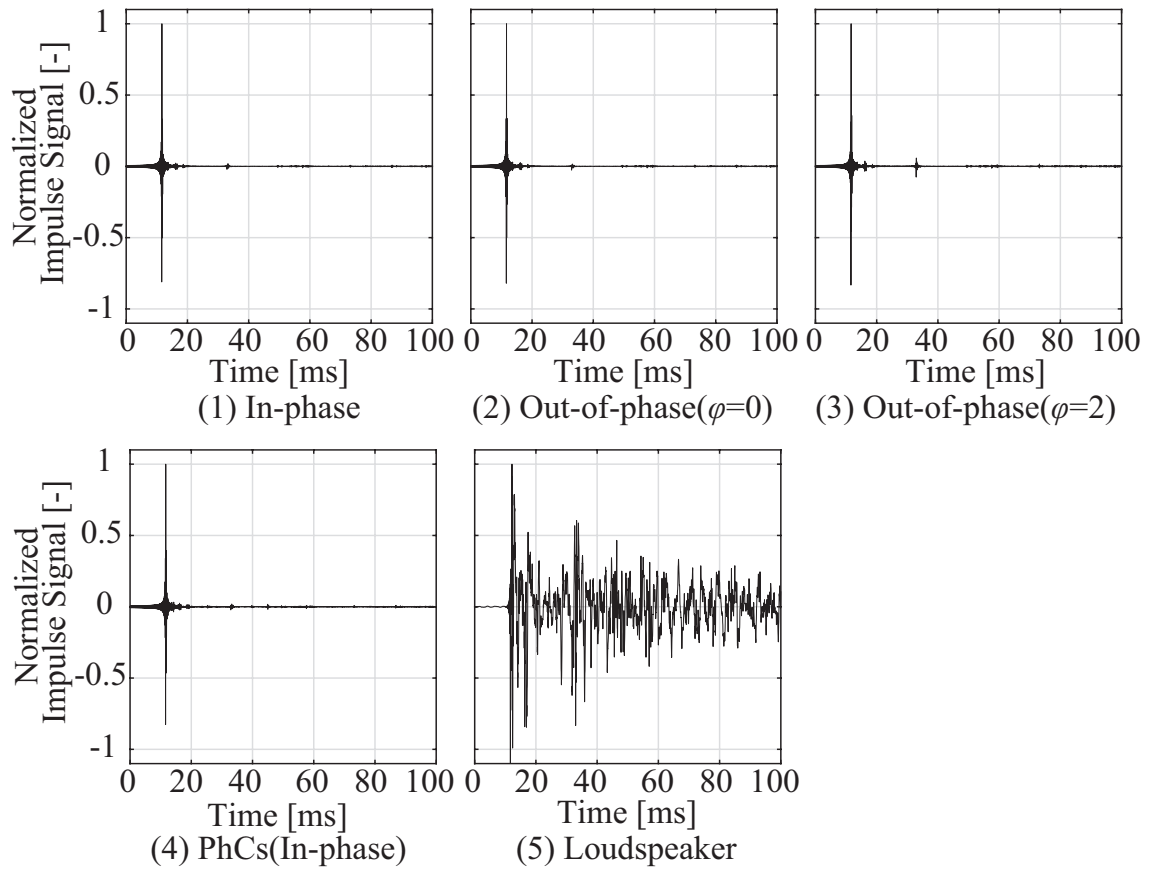 Normalized
Impulse Signal [-]
1
0.5
0
-0.5
-1
0 20 40 60 80 100
Time [ms]
(1) In-phase
0 20 40 60 80 100
Time [ms]
(2) Out-of-phase(φ=0)
0 20 40 60 80 100
Time [ms]
(3) Out-of-phase(φ=2)
Normalized
Impulse Signal [-]
1
0.5
0
-0.5
-1
0 20 40 60 80 100
Time [ms]
(4) PhCs(In-phase)
0 20 40 60 80 100
Time [ms]
(5) Loudspeaker